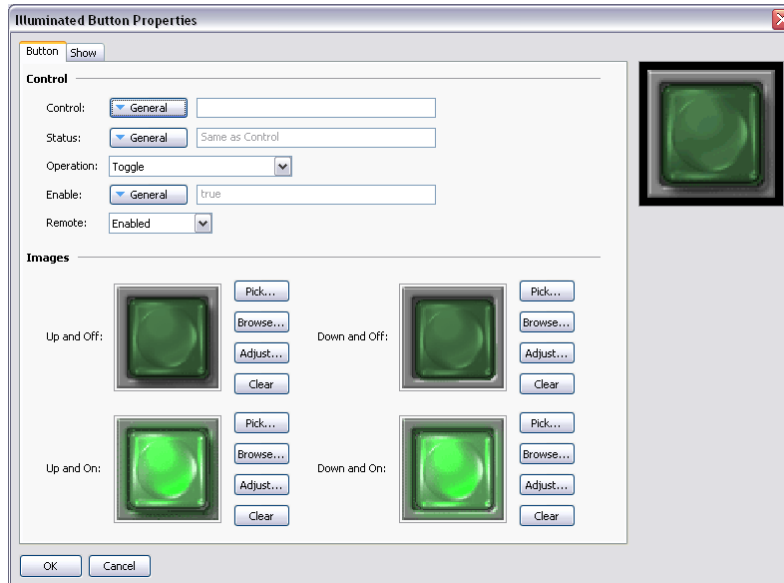 Illuminated Button Properties
Button Show
Control
Control: General
Status: General Same as Control
Operation: Toggle
Enable: General true
Remote: Enabled
Images
Up and Off: Pick... Browse... Adjust... Clear
Down and Off: Pick... Browse... Adjust... Clear
Up and On: Pick... Browse... Adjust... Clear
Down and On: Pick... Browse... Adjust... Clear
OK Cancel